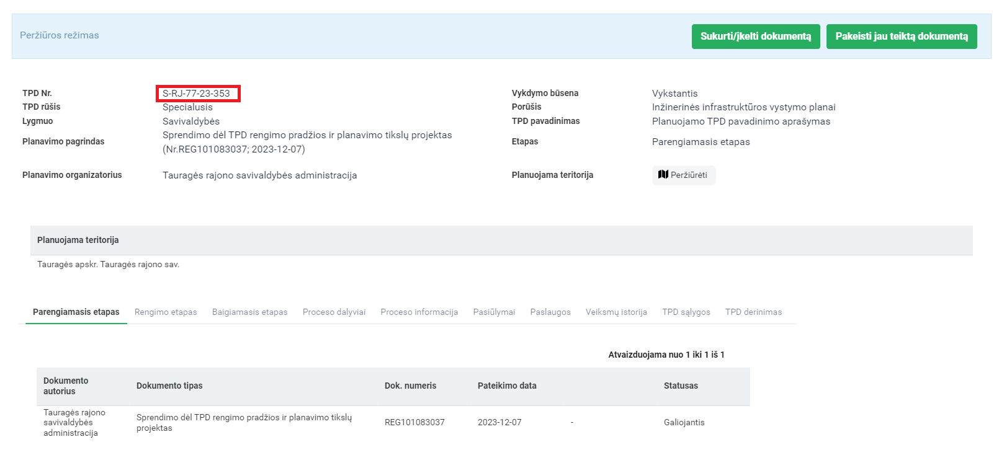 Peržiūros režimas
Sukurti/įkelti dokumentą
Pakeisti jau teiktą dokumentą
TPD Nr.
S-RJ-77-23-353
Vykdymo būsena
Vykstantis
TPD rūšis
Specialusis
Porūšis
Inžinerinės infrastruktūros vystymo planai
Lygmuo
Savivaldybės
TPD pavadinimas
Planuojamo TPD pavadinimo aprašymas
Planavimo pagrindas
Sprendimo dėl TPD rengimo pradžios ir planavimo tikslų projektas
(Nr.REG101083037; 2023-12-07)
Etapas
Parengiamasis etapas
Planavimo organizatorius
Tauragės rajono savivaldybės administracija
Planuojama teritorija
Peržiūrėti
Planuojama teritorija
Tauragės apskr. Tauragės rajono sav.
Parengiamasis etapas
Rengimo etapas
Baigiamasis etapas
Proceso dalyviai
Proceso informacija
Pasiūlymai
Paslaugos
Veiksmų istorija
TPD sąlygos
TPD derinimas
Atvaizduojama nuo 1 iki 1 iš 1
Dokumento
autorius
Dokumento tipas
Dok. numeris
Pateikimo data
Statusas
Tauragės rajono
savivaldybės
administracija
Sprendimo dėl TPD rengimo pradžios ir planavimo tikslų
projektas
REG101083037
2023-12-07
-
Galiojantis